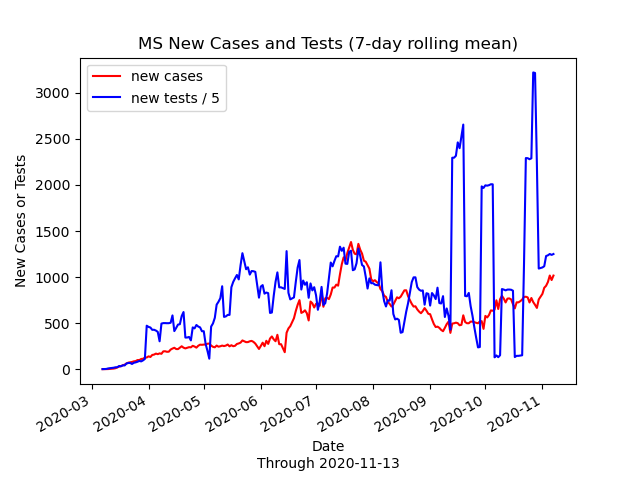 MS New Cases and Tests (7-day rolling mean)
new cases
new tests / 5
New Cases or Tests
3000
2500
2000
1500
1000
500
0
2020-03
2020-04
2020-05
2020-06
2020-07
2020-08
2020-09
2020-10
2020-11
Date
Through 2020-11-13